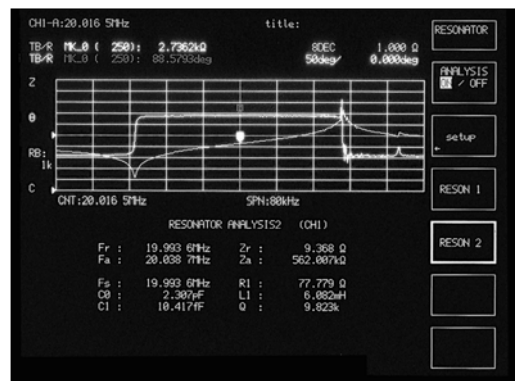 CH1-A:20.016 5MHz title:
TB/R MK_0 ( 250): 2.7362kΩ 8DEC 1.000 Ω
TB/R MK_0 ( 250): 88.5793deg 50deg/ 0.000deg
Z
θ
RB:
1k
C
CNT:20.016 5MHz SPN:80kHz
RESONATOR ANALYSIS2 (CH1)
Fr : 19.993 6MHz Zr : 9.368 Ω
Fa : 20.038 7MHz Za : 562.007kΩ
Fs : 19.993 6MHz R1 : 77.779 Ω
C0 : 2.307pF L1 : 6.082mH
C1 : 10.417fF Q : 9.823k
RESONATOR
ANALYSIS
ON / OFF
setup
RESON 1
RESON 2